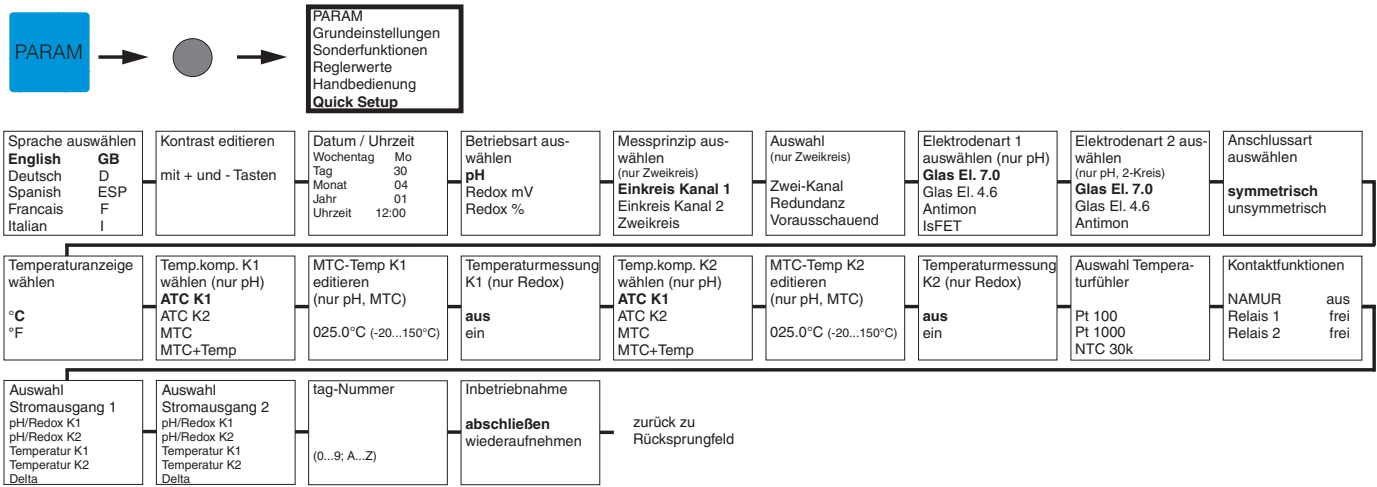 PARAM
PARAM
Grundeinstellungen
Sonderfunktionen
Reglerwerte
Handbedienung
Quick Setup
Sprache auswählen
English GB
Deutsch D
Spanish ESP
Francais F
Italian I
Kontrast editieren
mit + und - Tasten
Datum / Uhrzeit
Wochentag Mo
Tag 30
Monat 04
Jahr 01
Uhrzeit 12:00
Betriebsart aus-
wählen
pH
Redox mV
Redox %
Messprinzip aus-
wählen
(nur Zweikreis)
Einkreis Kanal 1
Einkreis Kanal 2
Zweikreis
Auswahl
(nur Zweikreis)
Zwei-Kanal
Redundanz
Vorausschauend
Elektrodenart 1
auswählen (nur pH)
Glas El. 7.0
Glas El. 4.6
Antimon
IsFET
Elektrodenart 2 aus-
wählen
(nur pH, 2-Kreis)
Glas El. 7.0
Glas El. 4.6
Antimon
Anschlussart
auswählen
symmetrisch
unsymmetrisch
Temperaturanzeige
wählen
°C
°F
Temp.komp. K1
wählen (nur pH)
ATC K1
ATC K2
MTC
MTC+Temp
MTC-Temp K1
editieren
(nur pH, MTC)
025.0°C (-20...150°C)
Temperaturmessung
K1 (nur Redox)
aus
ein
Temp.komp. K2
wählen (nur pH)
ATC K1
ATC K2
MTC
MTC+Temp
MTC-Temp K2
editieren
(nur pH, MTC)
025.0°C (-20...150°C)
Temperaturmessung
K2 (nur Redox)
aus
ein
Auswahl Tempera-
turfühler
Pt 100
Pt 1000
NTC 30k
Kontaktfunktionen
NAMUR aus
Relais 1 frei
Relais 2 frei
Auswahl
Stromausgang 1
pH/Redox K1
pH/Redox K2
Temperatur K1
Temperatur K2
Delta
Auswahl
Stromausgang 2
pH/Redox K1
pH/Redox K2
Temperatur K1
Temperatur K2
Delta
tag-Nummer
(0...9; A...Z)
Inbetriebnahme
abschließen
wiederaufnehmen
zurück zu
Rücksprungfeld